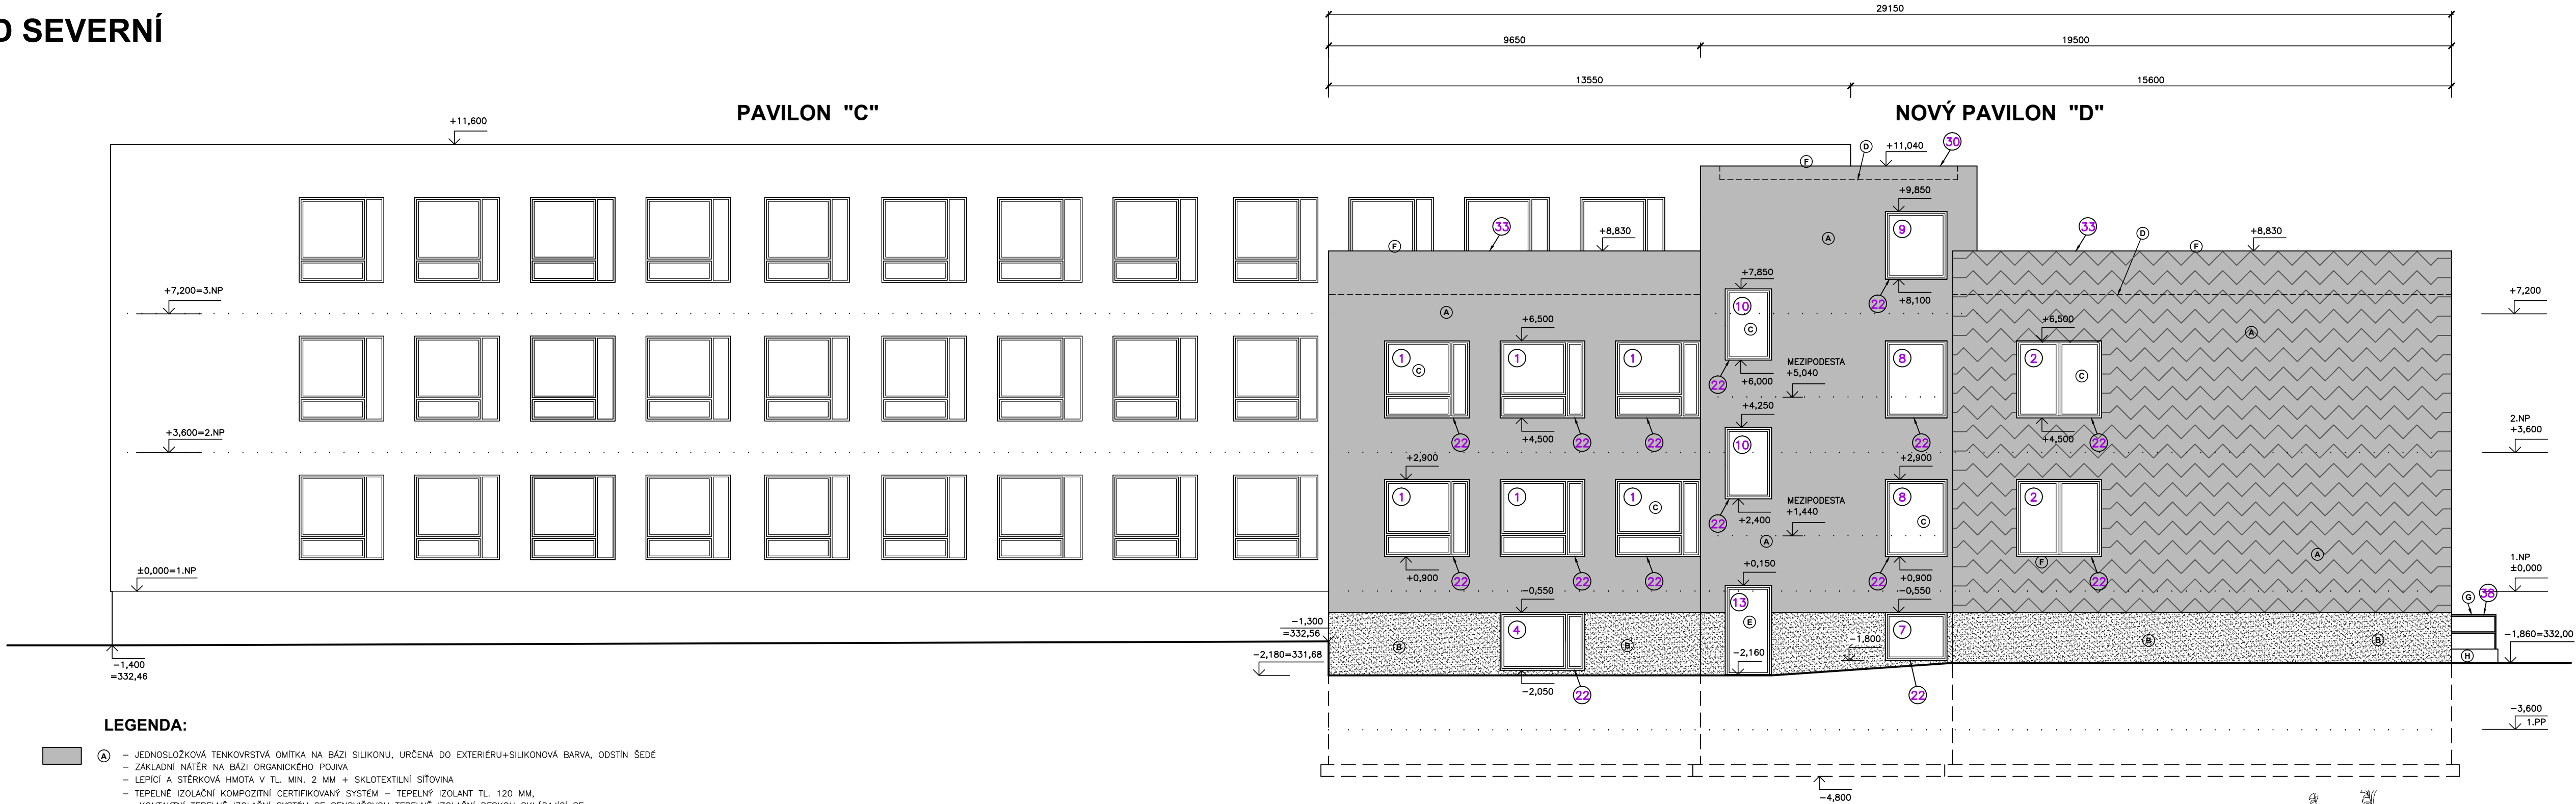 D SEVERNÍ
29150
9650
19500
13550
15600
PAVILON "C"
NOVÝ PAVILON "D"
+11,600
F
D
+11,040
30
+9,850
9
F
33
+8,830
A
33
D
F
+8,830
22
+8,100
+7,200=3.NP
+7,850
10
C
+7,200
A
+6,500
+6,500
A
1
C
1
1
8
2
C
MEZIPODESTA
+5,040
22
+6,000
+4,500
+4,500
+4,250
+3,600=2.NP
22
22
22
22
22
2.NP
+3,600
10
+2,900
+2,900
1
1
1
C
8
C
2
MEZIPODESTA
+1,440
22
+2,400
A
A
F
+0,150
±0,000=1.NP
+0,900
22
22
22
22
+0,900
22
1.NP
±0,000
-0,550
-0,550
13
E
G
38
-1,300
=332,56
4
B
B
7
B
B
-1,800
-1,860=332,00
-1,400
=332,46
-2,180=331,68
-2,160
H
-2,050
22
22
-3,600
1.PP
-4,800
LEGENDA:
A – JEDNOSLOŽKOVÁ TENKOVRSTVÁ OMÍTKA NA BÁZI SILIKONU, URČENÁ DO EXTERIÉRU+SILIKONOVÁ BARVA, ODSTÍN ŠEDÉ
– ZÁKLADNÍ NÁTĚR NA BÁZI ORGANICKÉHO POJIVA
– LEPÍCÍ A STĚRKOVÁ HMOTA V TL. MIN. 2 MM + SKLOTEXTILNÍ SÍŤOVINA
– TEPELNĚ IZOLAČNÍ KOMPOZITNÍ CERTIFIKOVANÝ SYSTÉM – TEPELNÝ IZOLANT TL. 120 MM,